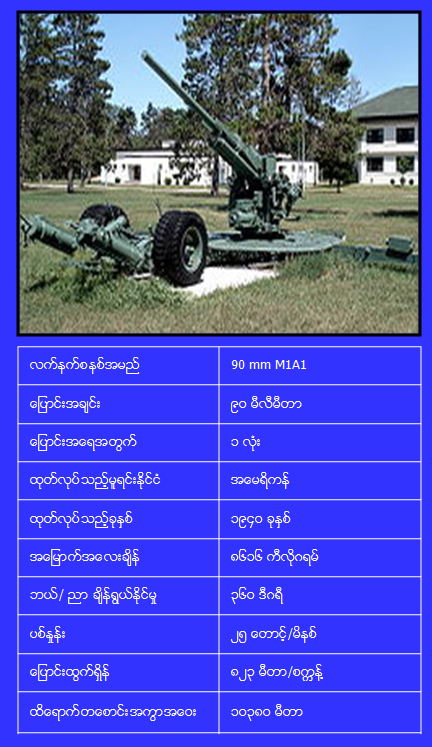 လက်နက်စနစ်အမည် 90 mm M1A1
ပြောင်းအချင်း ၉၀ မီလီမီတာ
ပြောင်းအရေအတွက် ၁ လုံး
ထုတ်လုပ်သည့်မူရင်းနိုင်ငံ အမေရိကန်
ထုတ်လုပ်သည့်ခုနှစ် ၁၉၄၀ ခုနှစ်
အမြောက်အလေးချိန် ၈၆၁၆ ကီလိုဂရမ်
ဘယ်/ ညာ ချိန်ရွယ်နိုင်မှု ၃၆၀ ဒီဂရီ
ပစ်နှုန်း ၂၅ တောင့်/မိနစ်
ပြောင်းထွက်ရှိန် ၈၂၃ မီတာ/စက္ကန့်
ထိရောက်တစောင်းအကွာအဝေး ၁၀၃၈၀ မီတာ